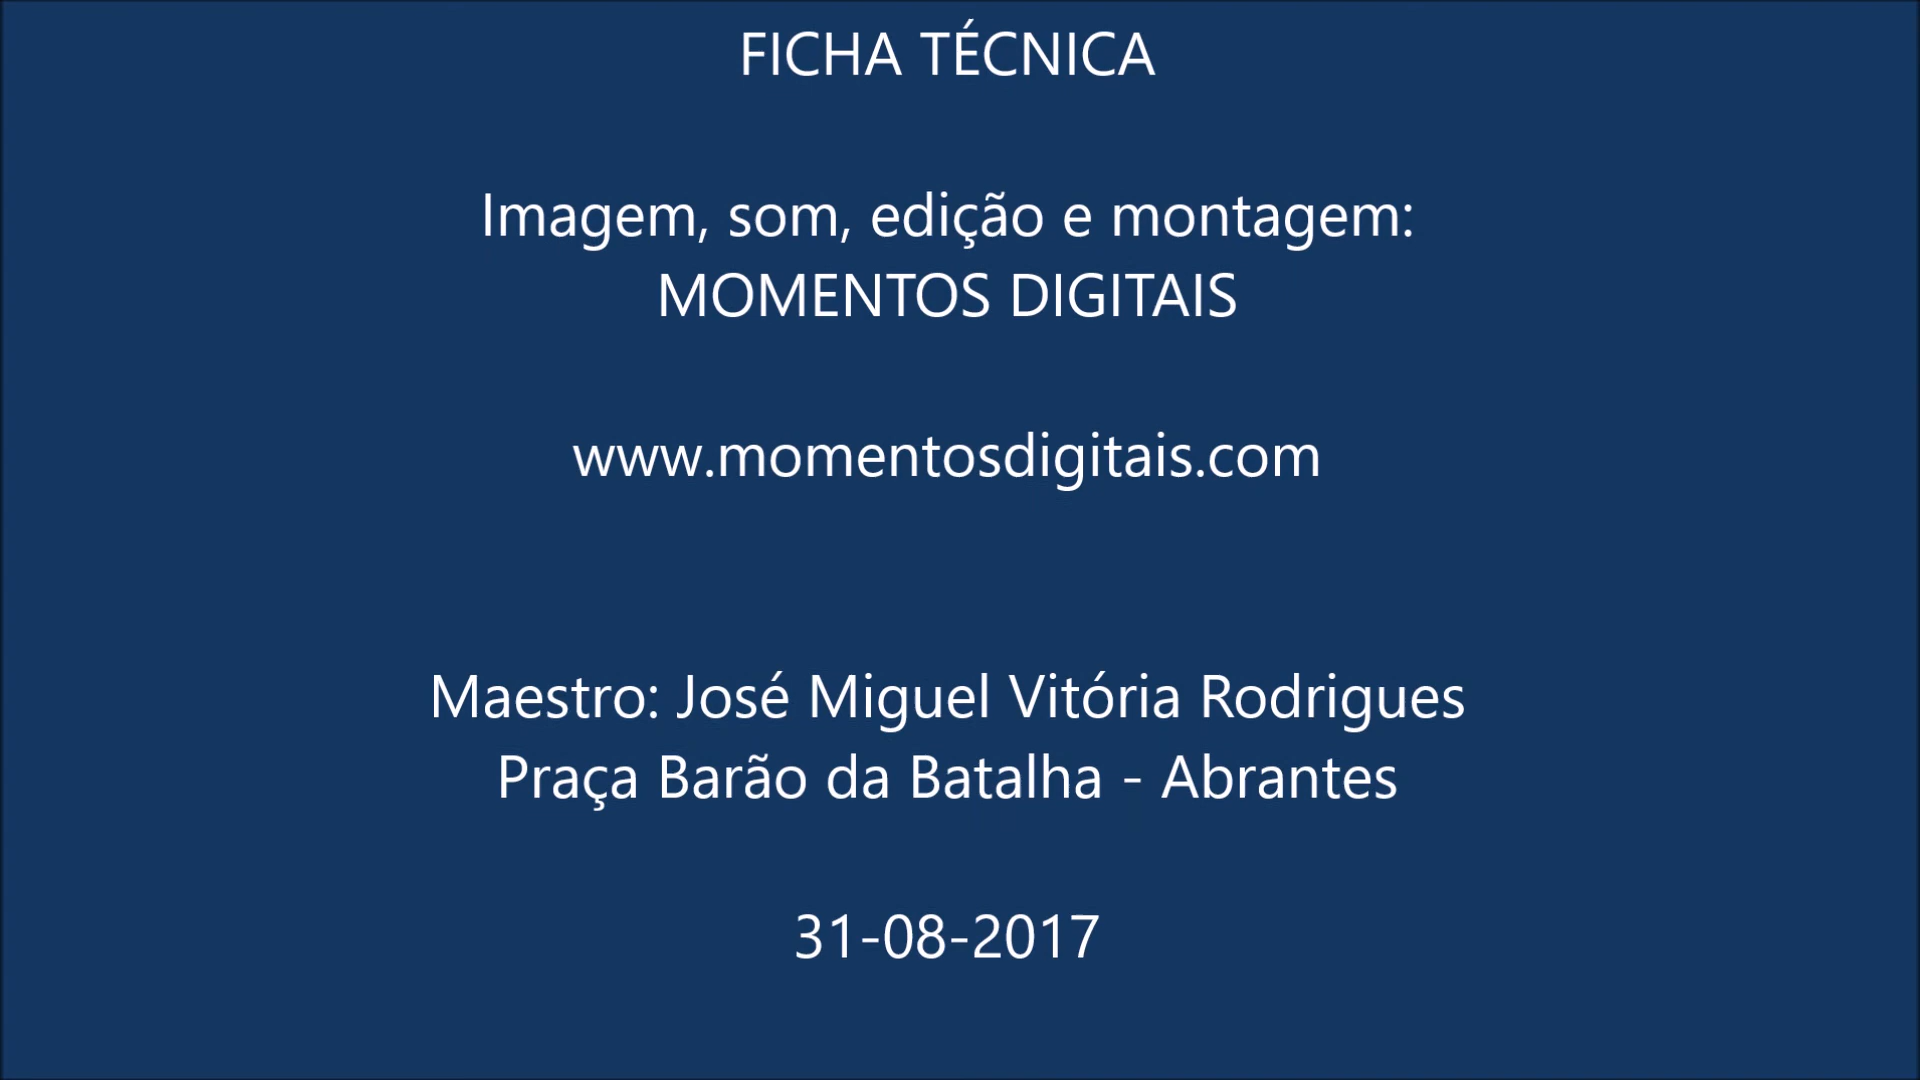 FICHA TÉCNICA
Imagem, som, edição e montagem:
MOMENTOS DIGITAIS
www.momentosdigitais.com
Maestro: José Miguel Vitória Rodrigues
Praça Barão da Batalha - Abrantes
31-08-2017